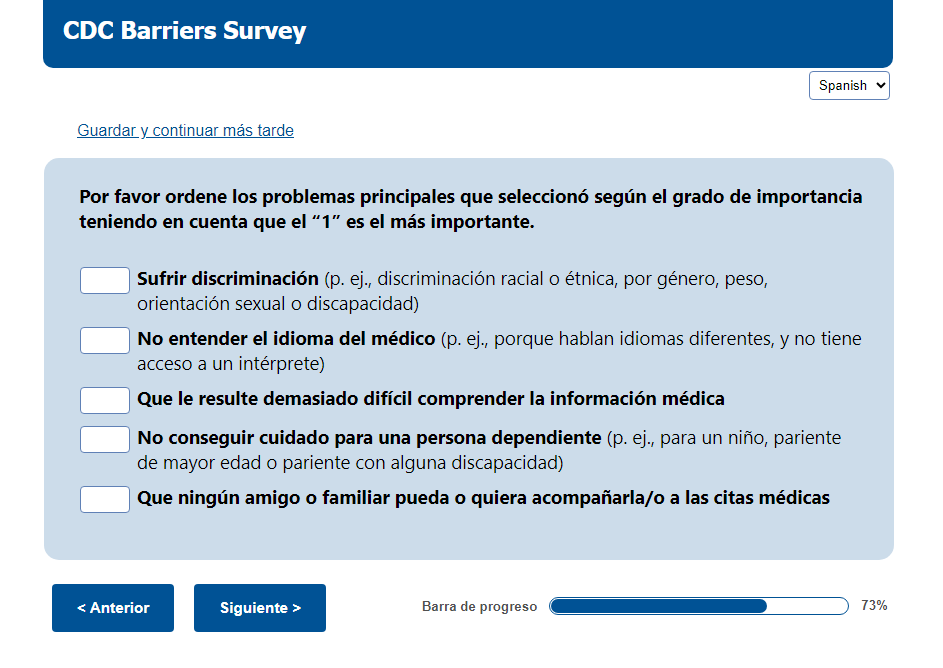 CDC Barriers Survey
Spanish
Guardar y continuar más tarde
Por favor ordene los problemas principales que seleccionó según el grado de importancia
teniendo en cuenta que el “1” es el más importante.
Sufrir discriminación (p. ej., discriminación racial o étnica, por género, peso,
orientación sexual o discapacidad)
No entender el idioma del médico (p. ej., porque hablan idiomas diferentes, y no tiene
acceso a un intérprete)
Que le resulte demasiado difícil comprender la información médica
No conseguir cuidado para una persona dependiente (p. ej., para un niño, pariente
de mayor edad o pariente con alguna discapacidad)
Que ningún amigo o familiar pueda o quiera acompañarla/o a las citas médicas
< Anterior
Siguiente >
Barra de progreso
73%